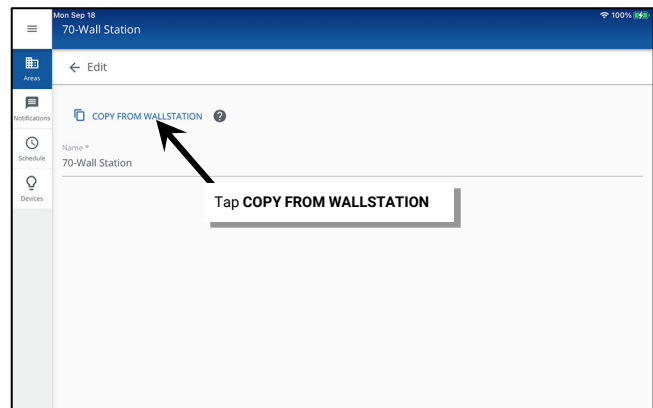 Mon Sep 18
100%
70-Wall Station
Areas
Edit
Notifications
COPY FROM WALLSTATION ?
Schedule
Name *
70-Wall Station
Devices
Tap COPY FROM WALLSTATION